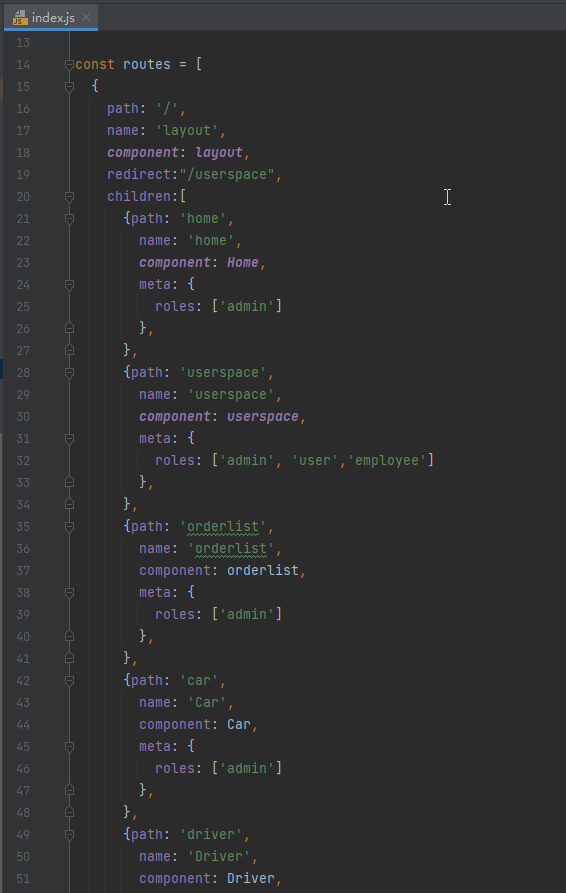 index.js
13
14 const routes = [
15   {
16     path: '/',
17     name: 'layout',
18     component: layout,
19     redirect:"/userspace",
20     children:[
21       {path: 'home',
22         name: 'home',
23         component: Home,
24         meta: {
25           roles: ['admin']
26         },
27       },
28       {path: 'userspace',
29         name: 'userspace',
30         component: userspace,
31         meta: {
32           roles: ['admin', 'user','employee']
33         },
34       },
35       {path: 'orderlist',
36         name: 'orderlist',
37         component: orderlist,
38         meta: {
39           roles: ['admin']
40         },
41       },
42       {path: 'car',
43         name: 'Car',
44         component: Car,
45         meta: {
46           roles: ['admin']
47         },
48       },
49       {path: 'driver',
50         name: 'Driver',
51         component: Driver,